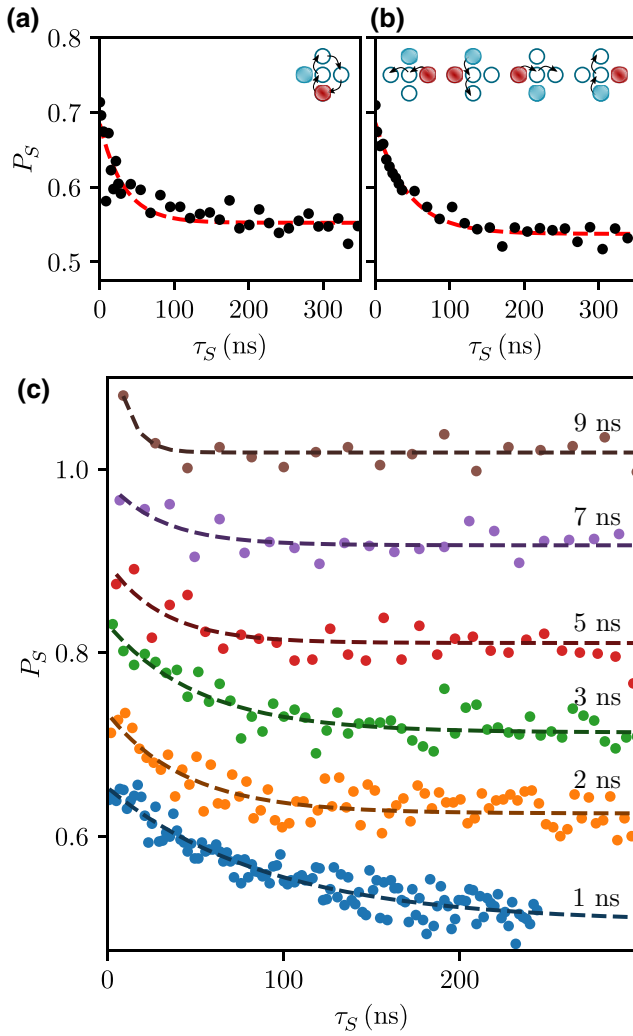 (a) (b)
0.8
0.7
0.6
0.5
P_S
0 100 200 300 0 100 200 300
τ_S (ns) τ_S (ns)
(c)
9 ns
1.0
7 ns
5 ns
0.8
P_S
3 ns
2 ns
0.6
1 ns
0 100 200
τ_S (ns)